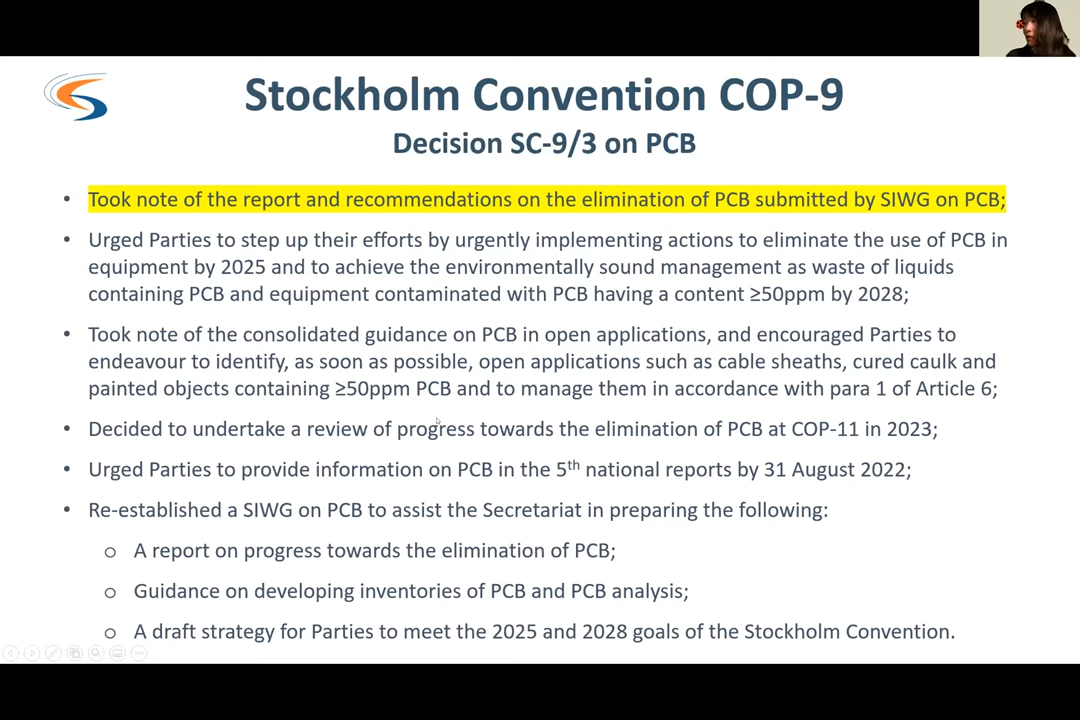 Stockholm Convention COP-9
Decision SC-9/3 on PCB
• Took note of the report and recommendations on the elimination of PCB submitted by SIWG on PCB;
• Urged Parties to step up their efforts by urgently implementing actions to eliminate the use of PCB in
equipment by 2025 and to achieve the environmentally sound management as waste of liquids
containing PCB and equipment contaminated with PCB having a content ≥50ppm by 2028;
• Took note of the consolidated guidance on PCB in open applications, and encouraged Parties to
endeavour to identify, as soon as possible, open applications such as cable sheaths, cured caulk and
painted objects containing ≥50ppm PCB and to manage them in accordance with para 1 of Article 6;
• Decided to undertake a review of progress towards the elimination of PCB at COP-11 in 2023;
• Urged Parties to provide information on PCB in the 5th national reports by 31 August 2022;
• Re-established a SIWG on PCB to assist the Secretariat in preparing the following:
o A report on progress towards the elimination of PCB;
o Guidance on developing inventories of PCB and PCB analysis;
o A draft strategy for Parties to meet the 2025 and 2028 goals of the Stockholm Convention.